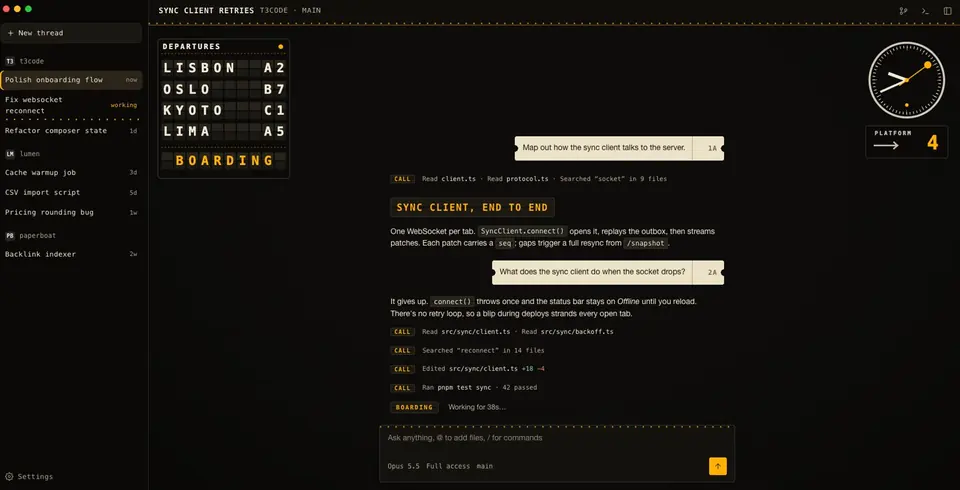 SYNC CLIENT RETRIES T3CODE · MAIN
+ New thread
T3 t3code
Polish onboarding flow now
Fix websocket reconnect working
Refactor composer state 1d
LM lumen
Cache warmup job 3d
CSV import script 5d
Pricing rounding bug 1w
PB paperboat
Backlink indexer 2w
Settings
DEPARTURES
LISBON A2
OSLO B7
KYOTO C1
LIMA A5
BOARDING
Map out how the sync client talks to the server. 1A
CALL Read client.ts · Read protocol.ts · Searched “socket” in 9 files
SYNC CLIENT, END TO END
One WebSocket per tab. SyncClient.connect() opens it, replays the outbox, then streams
patches. Each patch carries a seq; gaps trigger a full resync from /snapshot.
What does the sync client do when the socket drops? 2A
It gives up. connect() throws once and the status bar stays on Offline until you reload.
There's no retry loop, so a blip during deploys strands every open tab.
CALL Read src/sync/client.ts · Read src/sync/backoff.ts
CALL Searched “reconnect” in 14 files
CALL Edited src/sync/client.ts +18 −4
CALL Ran pnpm test sync · 42 passed
BOARDING Working for 38s...
Ask anything, @ to add files, / for commands
Opus 5.5 Full access main
PLATFORM
4